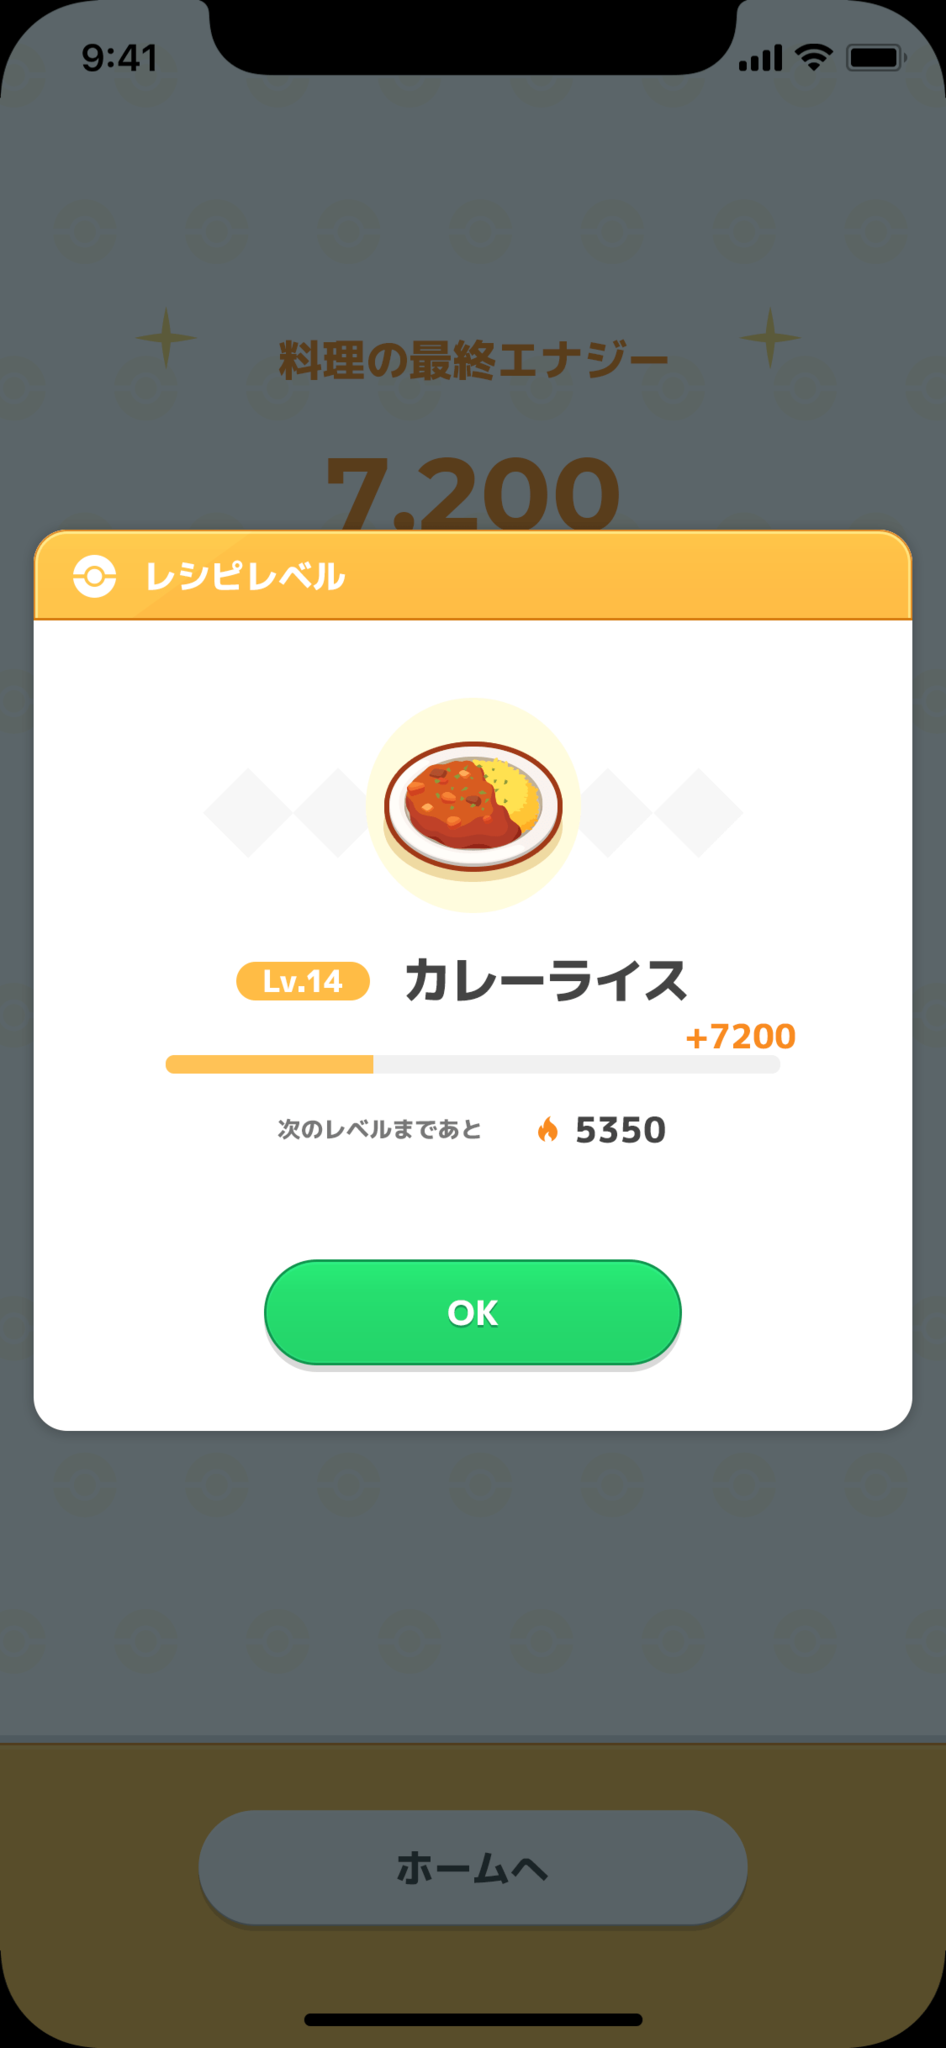 9:41
料理の最終エナジー
7.200
レシピレベル
Lv.14 カレーライス
+7200
次のレベルまであと 5350
OK
ホームへ